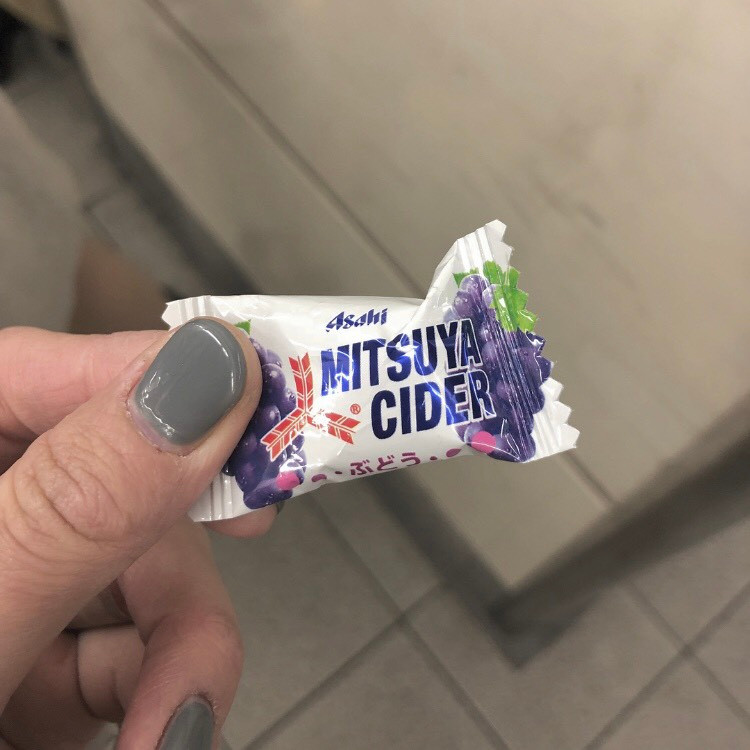 Asahi
MITSUYA
CIDER
®
ぶどう